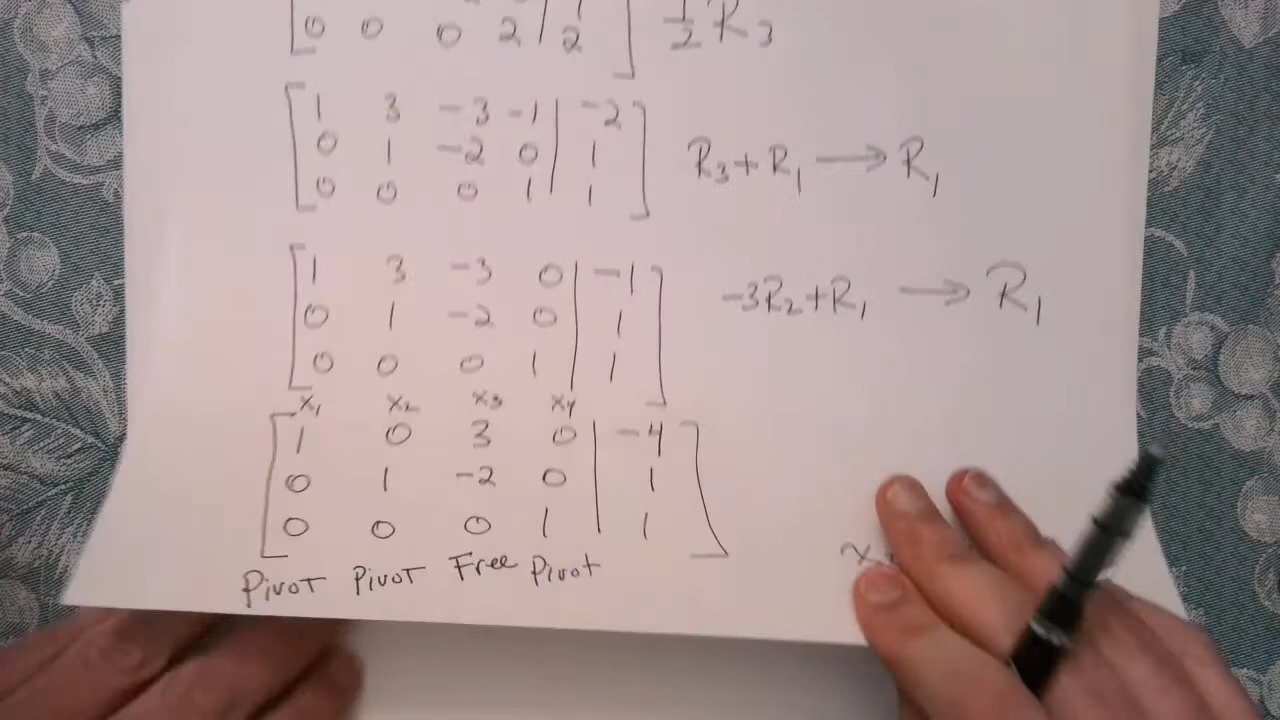 0 0 0 2 | 2 ] 1/2 R3
[ 1 3 -3 -1 | -2 ]
0 1 -2 0 | 1 R3+R1 → R1
0 0 0 1 | 1
[ 1 3 -3 0 | -1 ]
0 1 -2 0 | 1 -3R2+R1 → R1
0 0 0 1 | 1
x1 x2 x3 x4
[ 1 0 3 0 | -4 ]
0 1 -2 0 | 1
0 0 0 1 | 1
Pivot Pivot Free Pivot